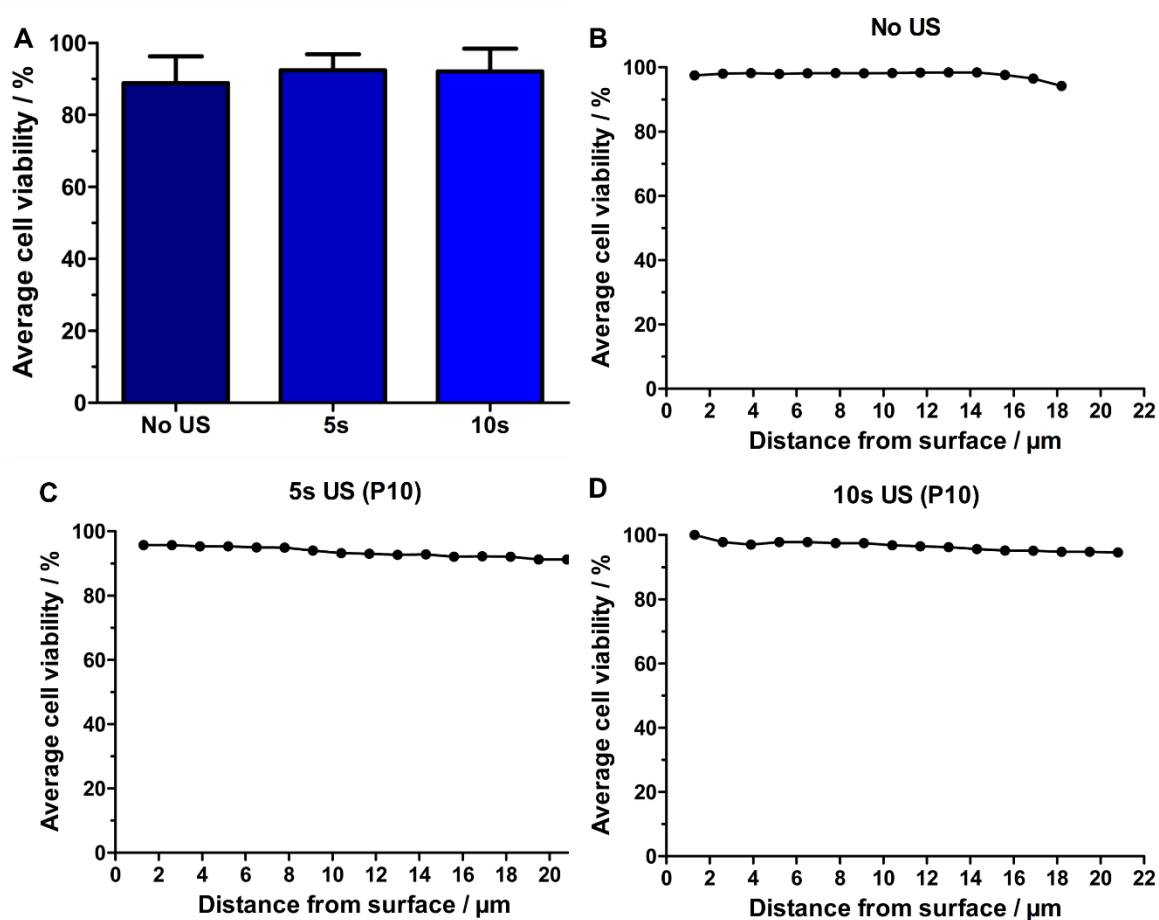 A
Average cell viability / %
100
80
60
40
20
0
No US 5s 10s
B
No US
Average cell viability / %
100
80
60
40
20
0
0 2 4 6 8 10 12 14 16 18 20 22
Distance from surface / µm
C
5s US (P10)
Average cell viability / %
100
80
60
40
20
0
0 2 4 6 8 10 12 14 16 18 20
Distance from surface / µm
D
10s US (P10)
Average cell viability / %
100
80
60
40
20
0
0 2 4 6 8 10 12 14 16 18 20 22
Distance from surface / µm